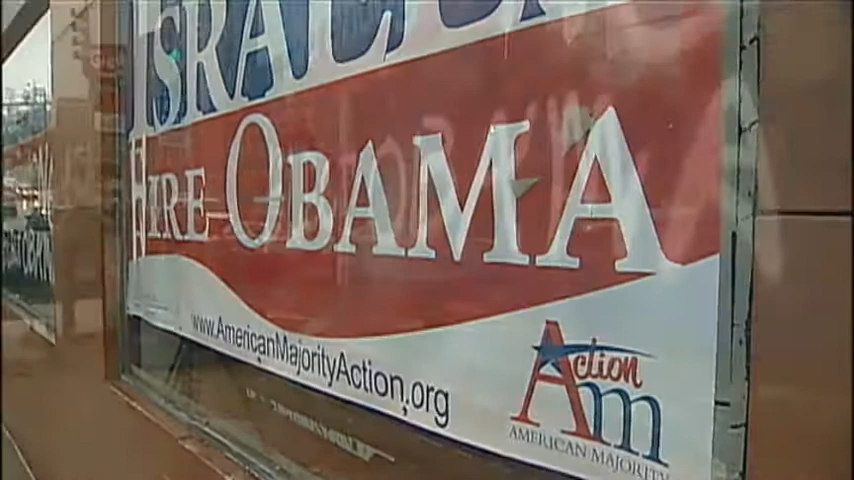 ISRAEL
FIRE OBAMA
www.AmericanMajorityAction.org
Action
Am
AMERICAN MAJORITY